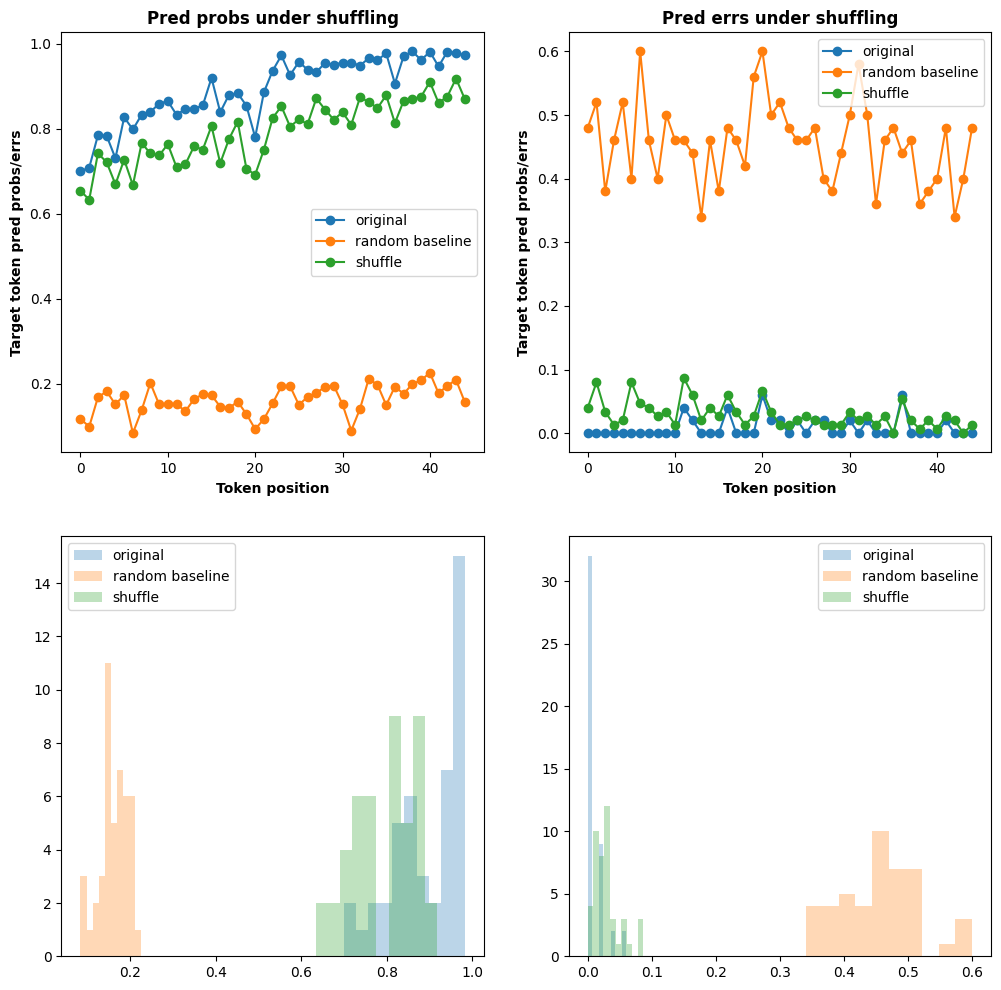 Pred probs under shuffling
Target token pred probs/errs
1.0
0.8
0.6
0.4
0.2
original
random baseline
shuffle
0
10
20
30
40
Token position
Pred errs under shuffling
Target token pred probs/errs
0.6
0.5
0.4
0.3
0.2
0.1
0.0
original
random baseline
shuffle
0
10
20
30
40
Token position
original
random baseline
shuffle
14
12
10
8
6
4
2
0
0.2
0.4
0.6
0.8
1.0
original
random baseline
shuffle
30
25
20
15
10
5
0
0.0
0.1
0.2
0.3
0.4
0.5
0.6